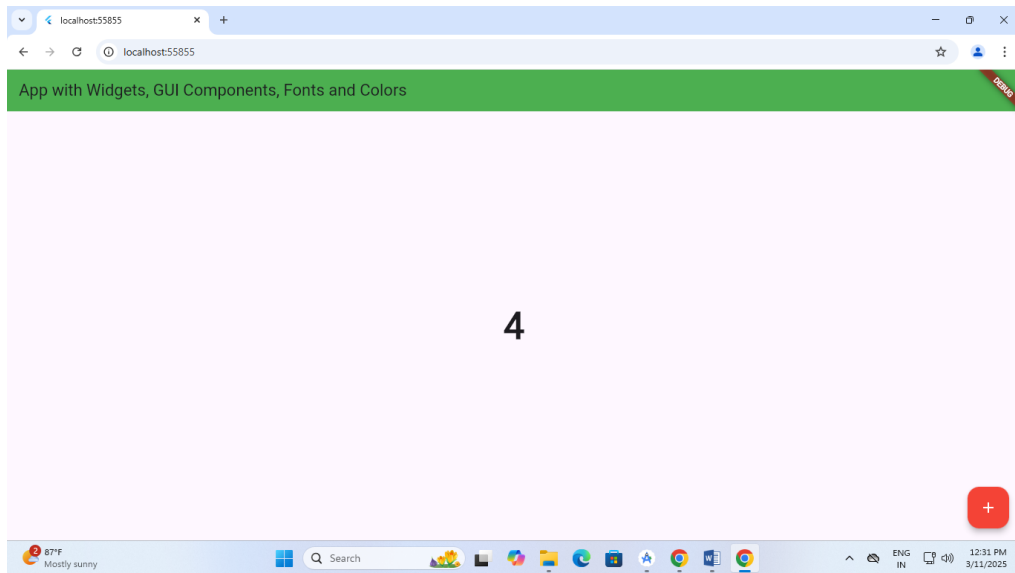 localhost:55855
localhost:55855
App with Widgets, GUI Components, Fonts and Colors
DEBUG
4
2
87°F
Mostly sunny
Search
ENG
IN
12:31 PM
3/11/2025